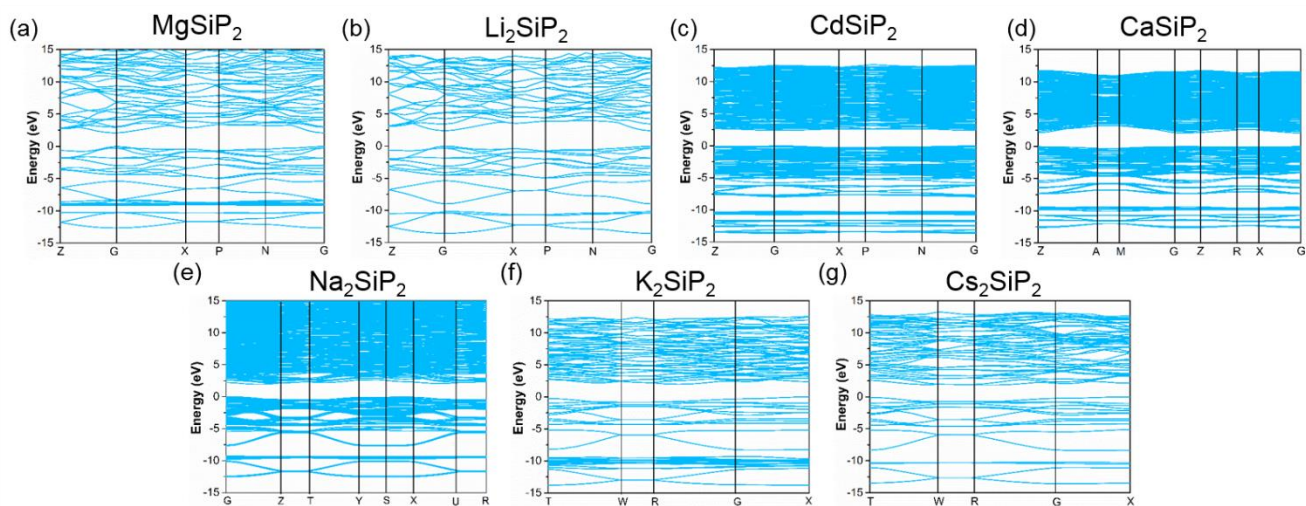 (a) MgSiP₂
Energy (eV)
15
10
5
0
-5
-10
-15
Z G X P N G
(b) Li₂SiP₂
Energy (eV)
15
10
5
0
-5
-10
-15
Z G X P N G
(c) CdSiP₂
Energy (eV)
15
10
5
0
-5
-10
-15
Z G X P N G
(d) CaSiP₂
Energy (eV)
15
10
5
0
-5
-10
-15
Z A M G Z R X G
(e) Na₂SiP₂
Energy (eV)
15
10
5
0
-5
-10
-15
G Z T Y S X U R
(f) K₂SiP₂
Energy (eV)
15
10
5
0
-5
-10
-15
T W R G X
(g) Cs₂SiP₂
Energy (eV)
15
10
5
0
-5
-10
-15
T W R G X